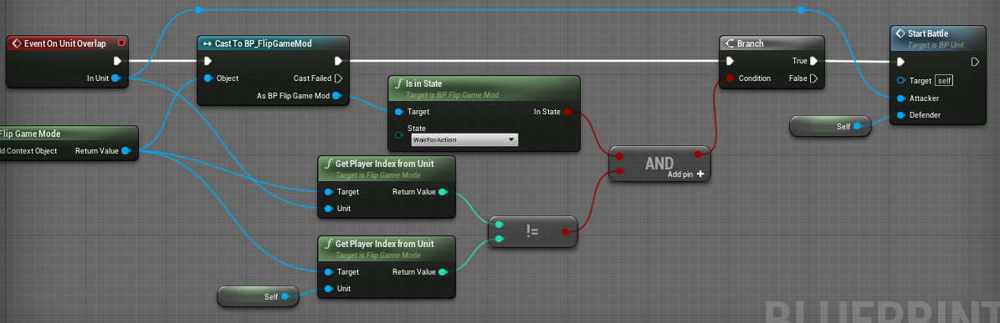 Event On Unit Overlap
In Unit
Cast To BP_FlipGameMod
Object
Cast Failed
As BP Flip Game Mod
Is in State
Target is BP Flip Game Mod
Target
In State
State
WairForAction
Branch
True
Condition
False
Start Battle
Target is BP Unit
Target self
Attacker
Defender
Self
Flip Game Mode
ld Context Object
Return Value
Get Player Index from Unit
Target is Flip Game Mode
Target
Return Value
Unit
AND
Add pin +
!=
Get Player Index from Unit
Target is Flip Game Mode
Target
Return Value
Unit
Self
BLUEPRINT